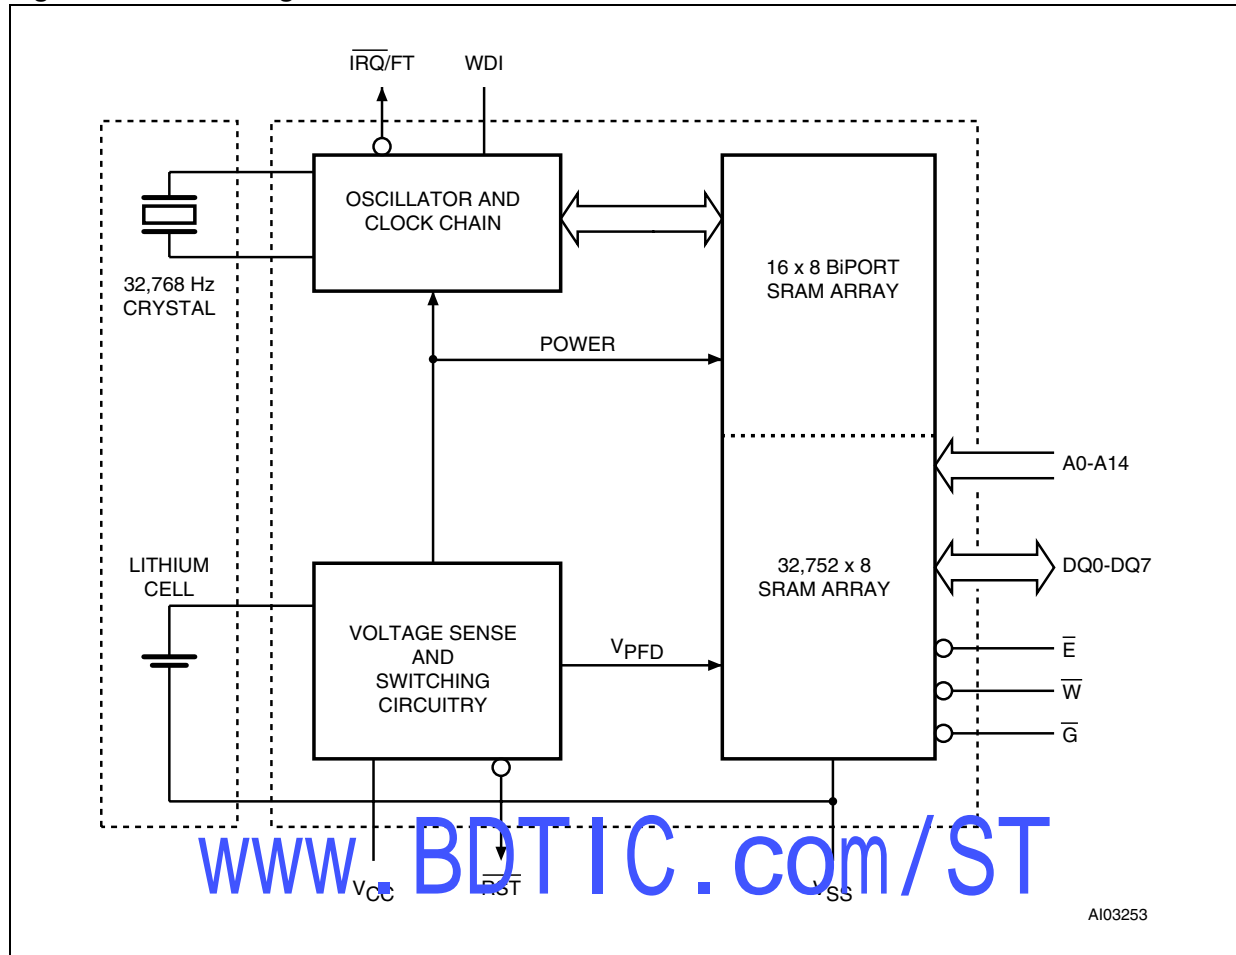 IRQ/FT WDI
OSCILLATOR AND
CLOCK CHAIN
32,768 Hz
CRYSTAL
16 x 8 BiPORT
SRAM ARRAY
POWER
A0-A14
LITHIUM
CELL
32,752 x 8
SRAM ARRAY
DQ0-DQ7
VOLTAGE SENSE
AND
SWITCHING
CIRCUITRY
VPFD
E
W
G
www.BDTIC.com/ST
VCC RST VSS
AI03253